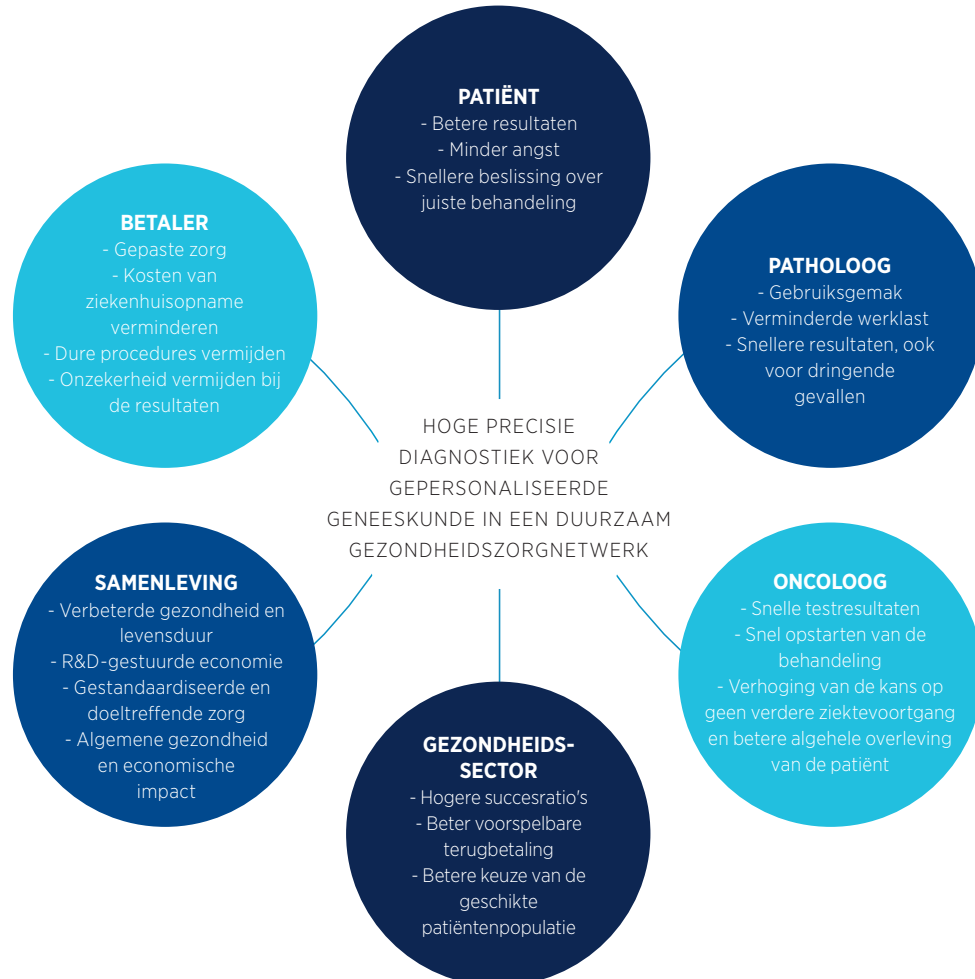 PATIËNT
- Betere resultaten
- Minder angst
- Snellere beslissing over
juiste behandeling
BETALER
- Gepaste zorg
- Kosten van
ziekenhuisopname
verminderen
- Dure procedures vermijden
- Onzekerheid vermijden bij
de resultaten
PATHOLOOG
- Gebruiksgemak
- Verminderde werklast
- Snellere resultaten, ook
voor dringende
gevallen
HOGE PRECISIE
DIAGNOSTIEK VOOR
GEPERSONALISEERDE
GENEESKUNDE IN EEN DUURZAAM
GEZONDHEIDSZORGNETWERK
SAMENLEVING
- Verbeterde gezondheid en
levensduur
- R&D-gestuurde economie
- Gestandaardiseerde en
doeltreffende zorg
- Algemene gezondheid
en economische
impact
ONCOLOOG
- Snelle testresultaten
- Snel opstarten van de
behandeling
- Verhoging van de kans op
geen verdere ziektevoortgang
en betere algehele overleving
van de patiënt
GEZONDHEIDS-
SECTOR
- Hogere succesratio's
- Beter voorspelbare
terugbetaling
- Betere keuze van de
geschikte
patiëntenpopulatie